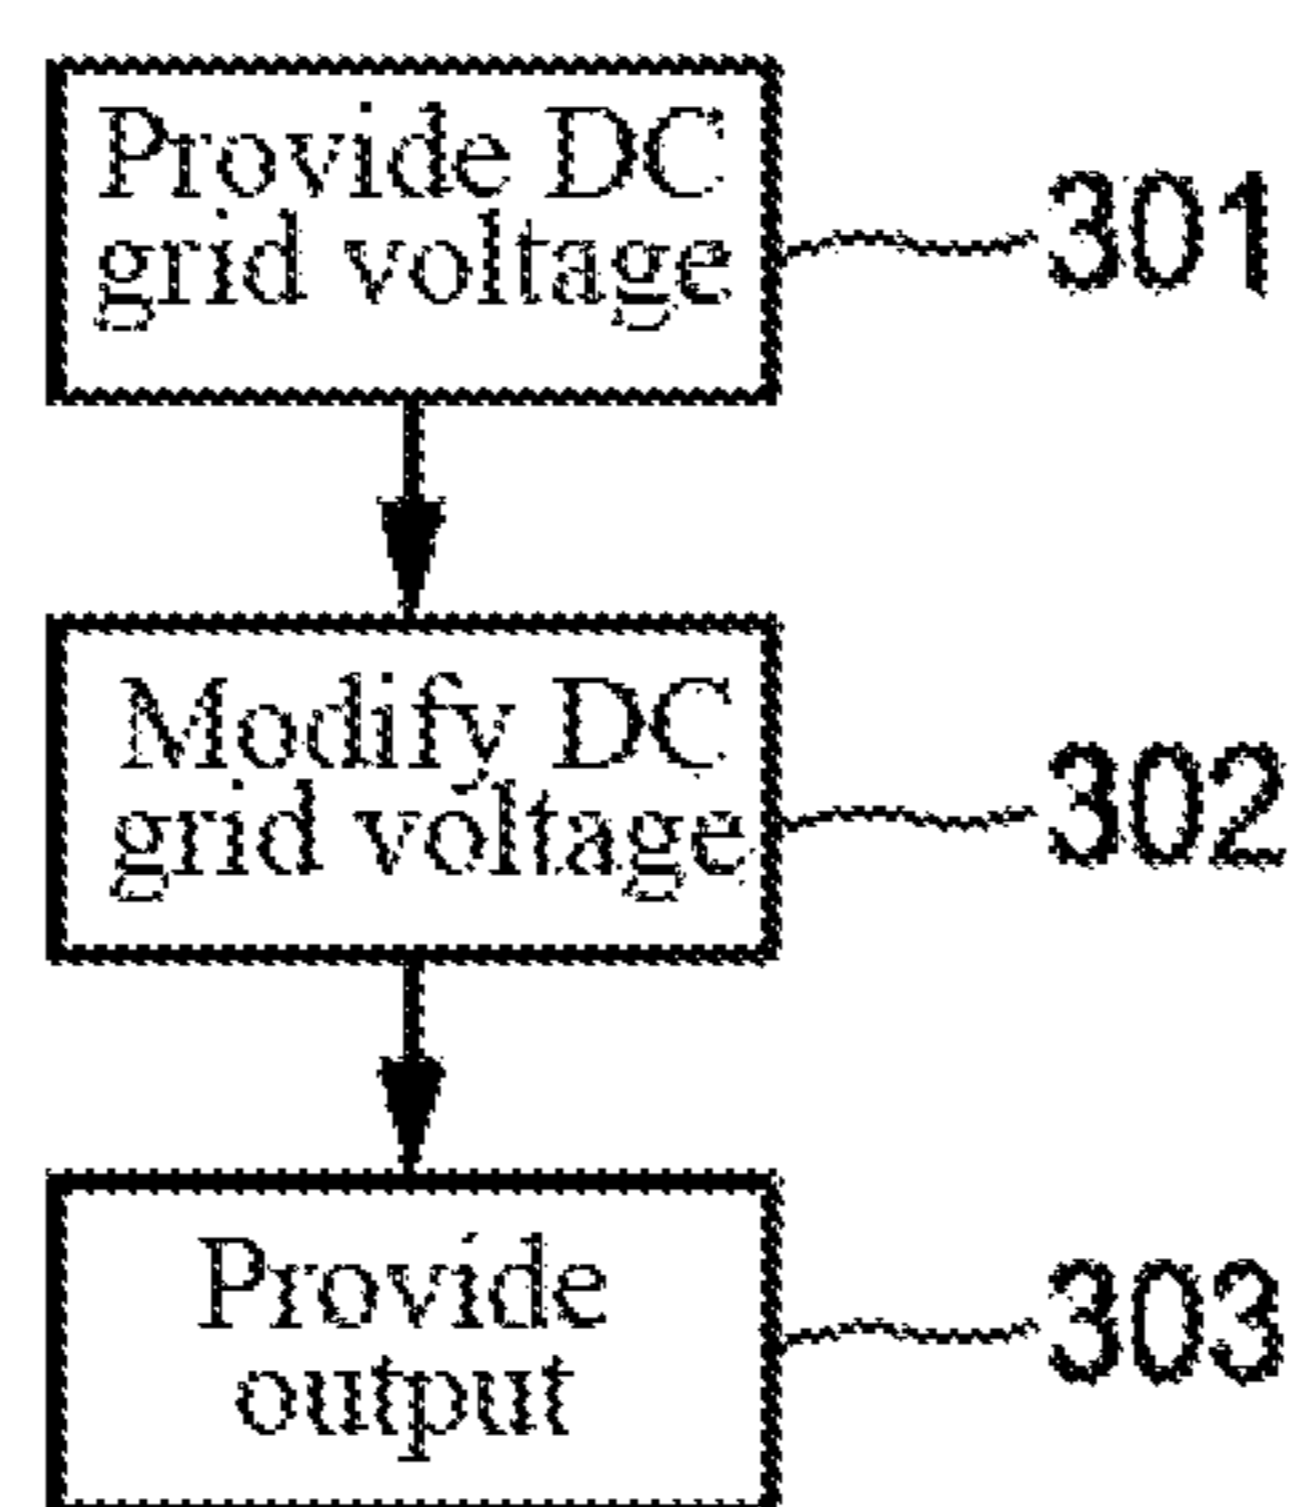 Provide DC
grid voltage
301
Modify DC
grid voltage
302
Provide
output
303